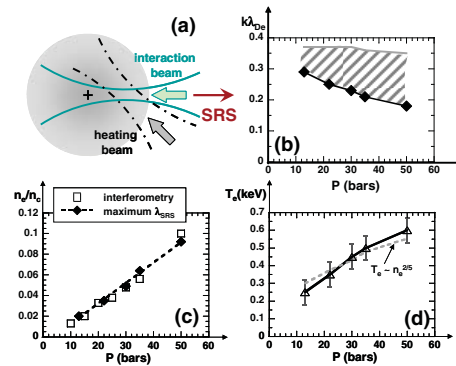 (a)
interaction
beam
SRS
heating
beam
kλDe
0.4
0.3
0.2
0.1
0
(b)
0 10 20 30 40 50 60
P (bars)
ne/nc
0.12
0.1
0.08
0.06
0.04
0.02
0
interferometry
maximum λSRS
(c)
0 10 20 30 40 50 60
P (bars)
Te(keV)
0.7
0.6
0.5
0.4
0.3
0.2
0.1
0
Te ~ ne2/5
(d)
0 10 20 30 40 50 60
P (bars)